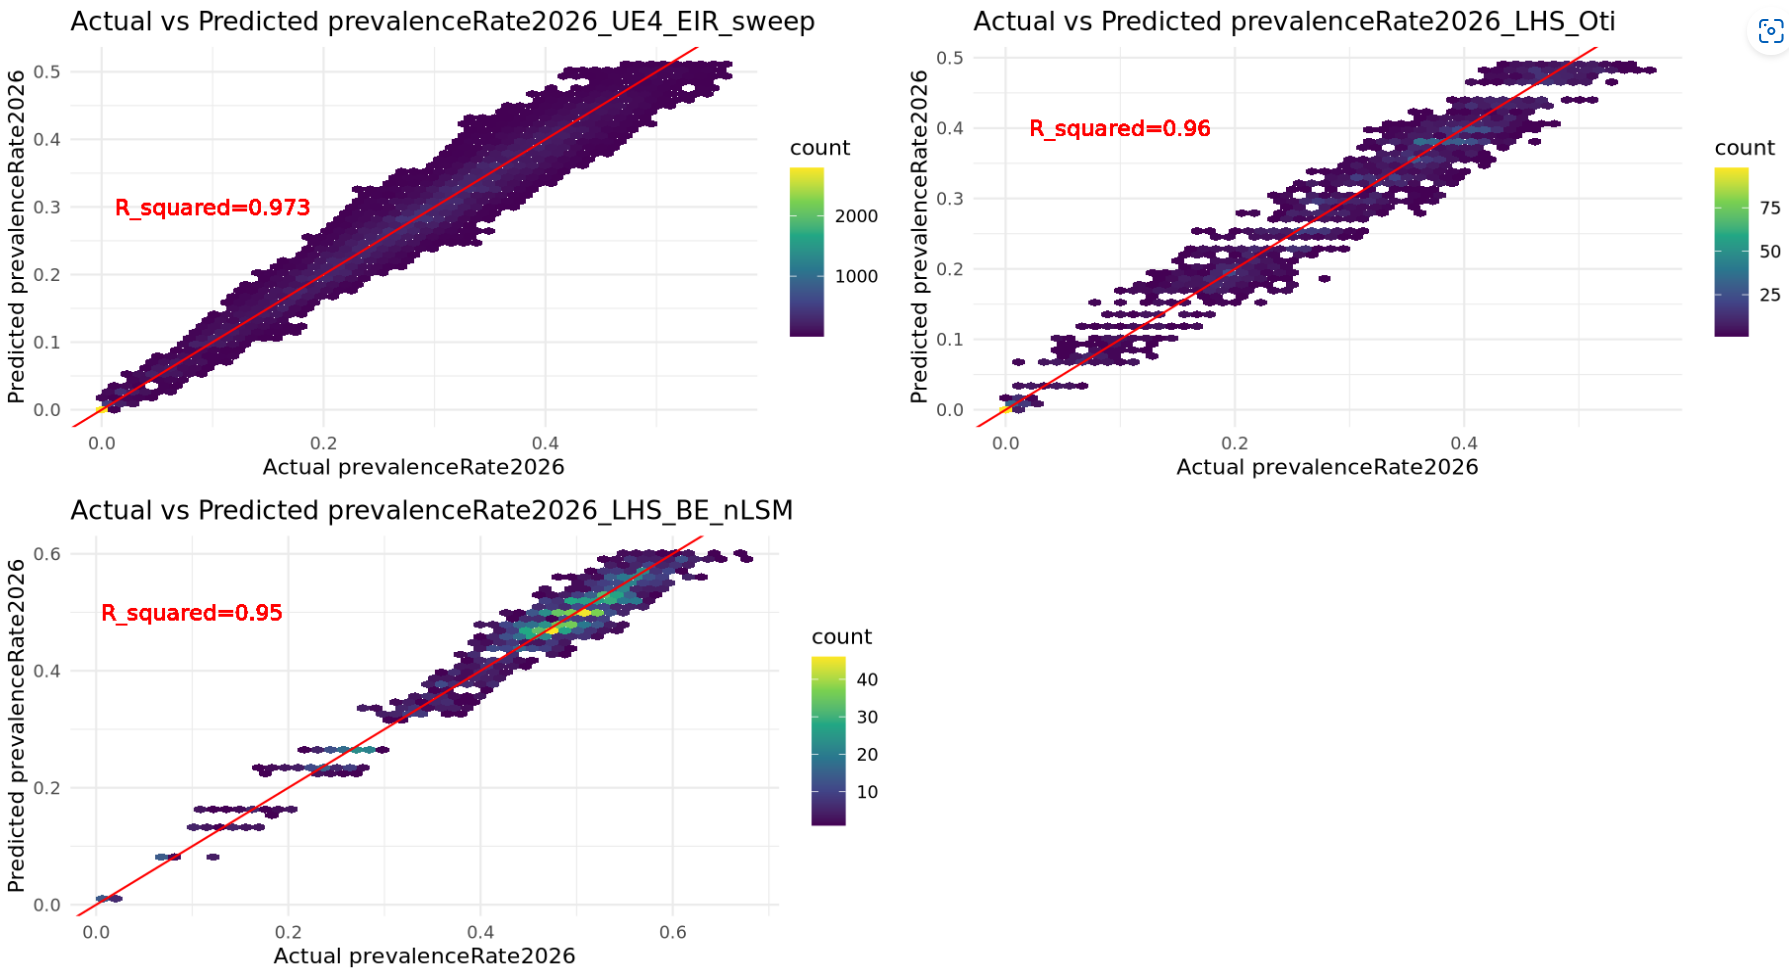 Actual vs Predicted prevalenceRate2026_UE4_EIR_sweep
Predicted prevalenceRate2026
0.5
0.4
0.3
0.2
0.1
0.0
R_squared=0.973
0.0
0.2
0.4
Actual prevalenceRate2026
count
2000
1000
Actual vs Predicted prevalenceRate2026_LHS_Oti
Predicted prevalenceRate2026
0.5
0.4
0.3
0.2
0.1
0.0
R_squared=0.96
0.0
0.2
0.4
Actual prevalenceRate2026
count
75
50
25
Actual vs Predicted prevalenceRate2026_LHS_BE_nLSM
Predicted prevalenceRate2026
0.6
0.4
0.2
0.0
R_squared=0.95
0.0
0.2
0.4
0.6
Actual prevalenceRate2026
count
40
30
20
10